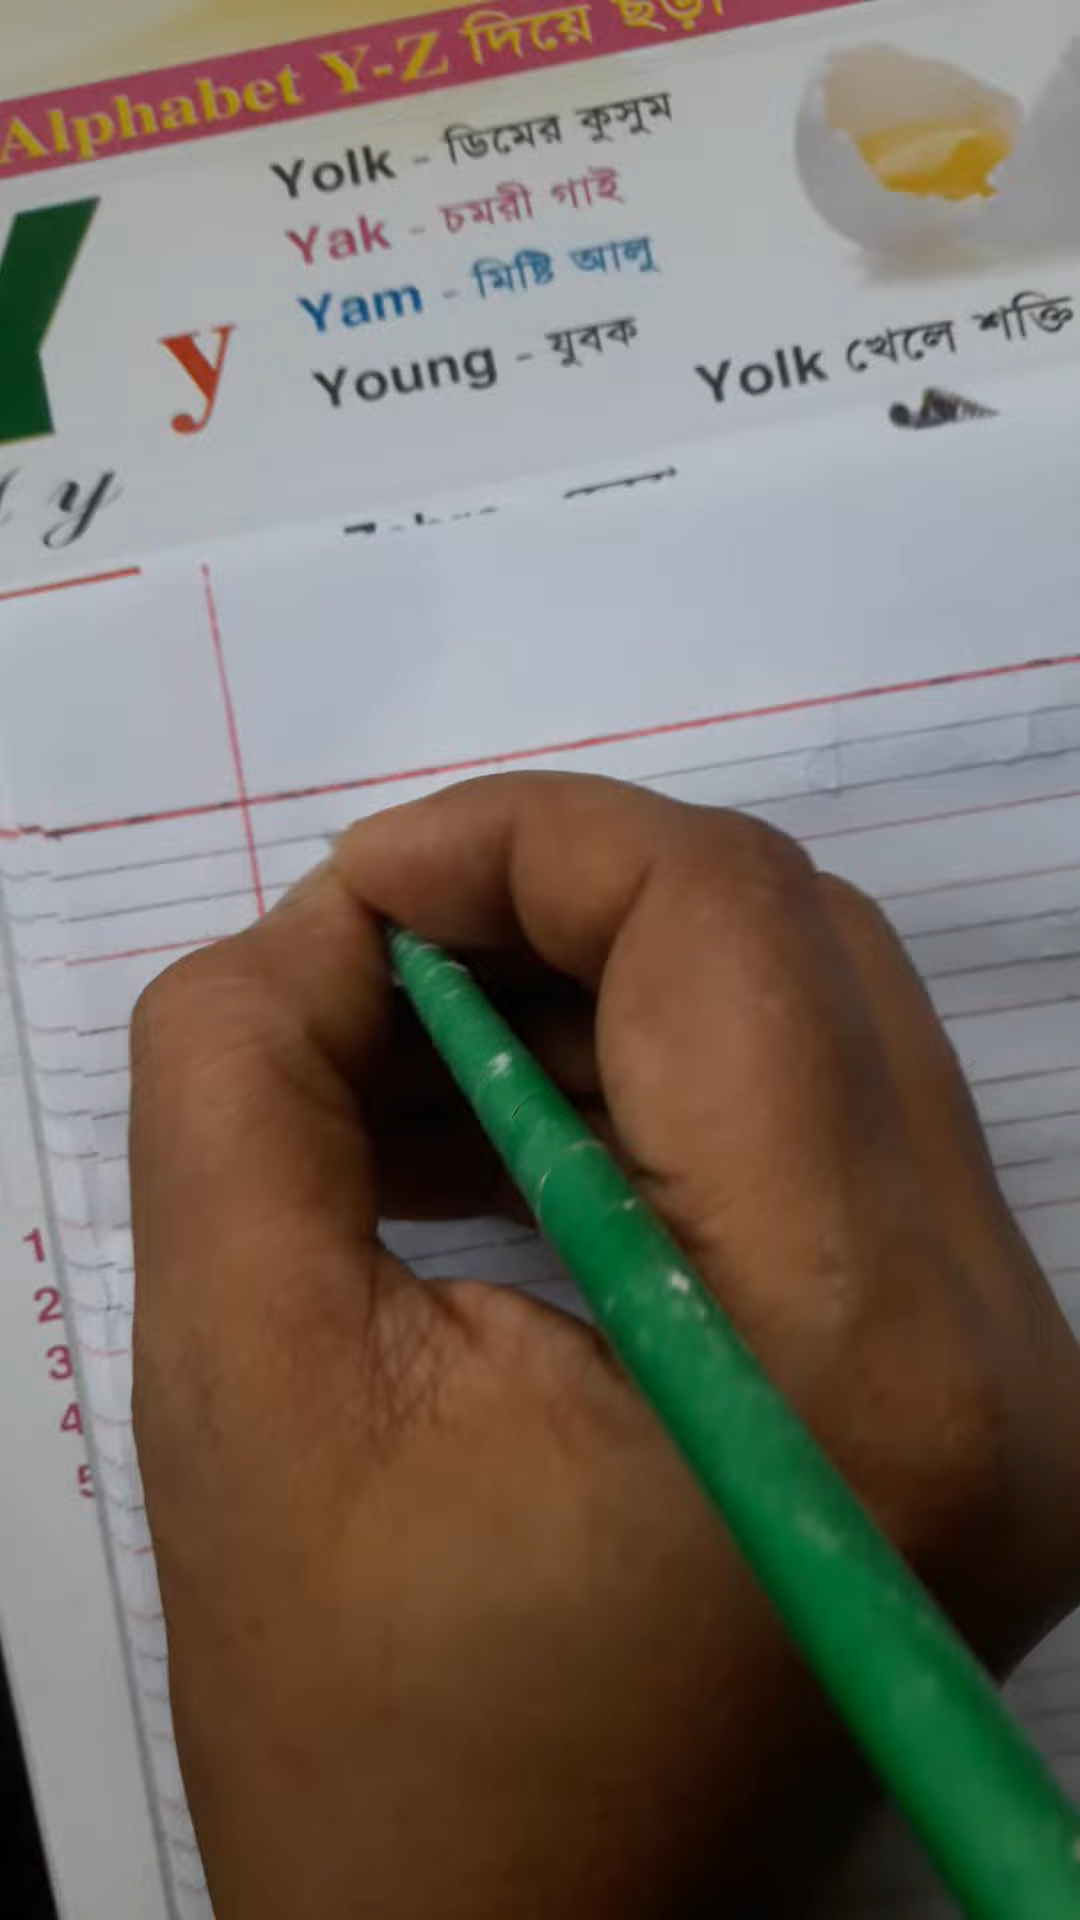 Alphabet Y-Z দিয়ে ছড়া
Y y
Yolk - ডিমের কুসুম
Yak - চমরী গাই
Yam - মিষ্টি আলু
Young - যুবক
Yolk খেলে শক্তি
y
1
2
3
4
5